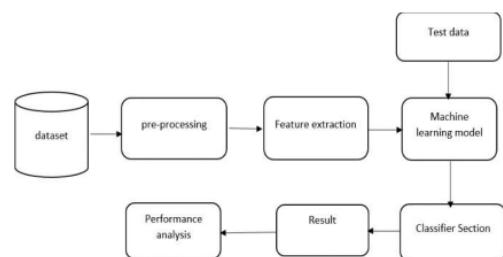 Test data
dataset
pre-processing
Feature extraction
Machine
learning model
Performance
analysis
Result
Classifier Section